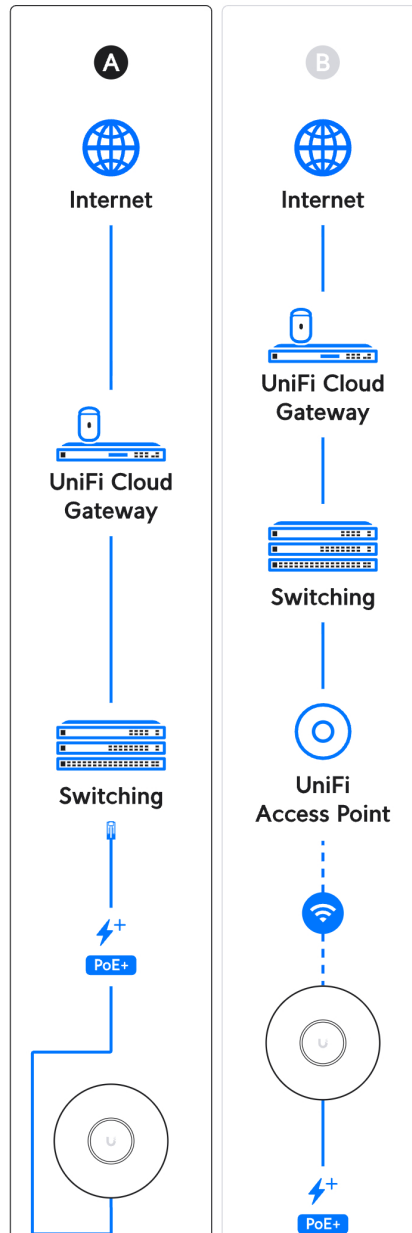 A
Internet
UniFi Cloud
Gateway
Switching
PoE+
U
B
Internet
UniFi Cloud
Gateway
Switching
UniFi
Access Point
U
PoE+